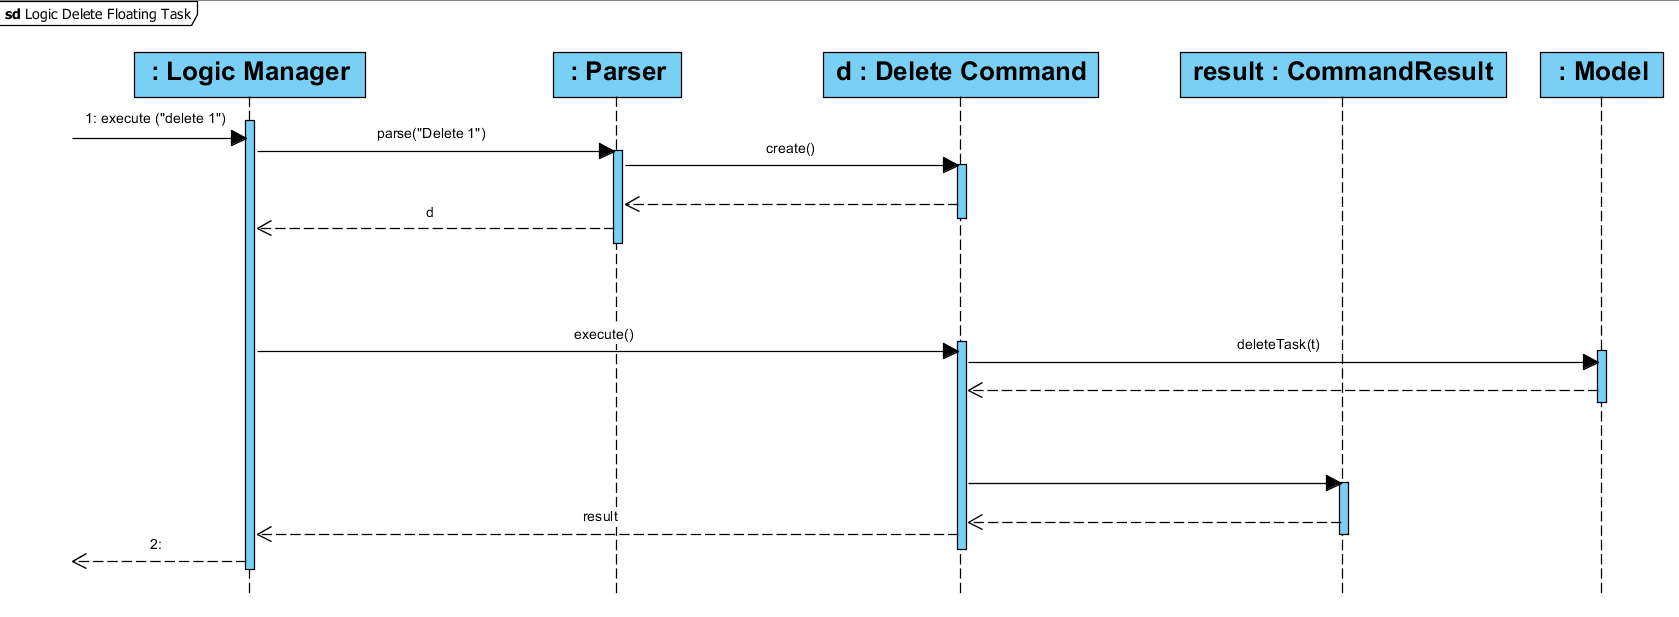 sd Logic Delete Floating Task
: Logic Manager
: Parser
d : Delete Command
result : CommandResult
: Model
1: execute ("delete 1")
parse("Delete 1")
create()
d
execute()
deleteTask(t)
result
2: